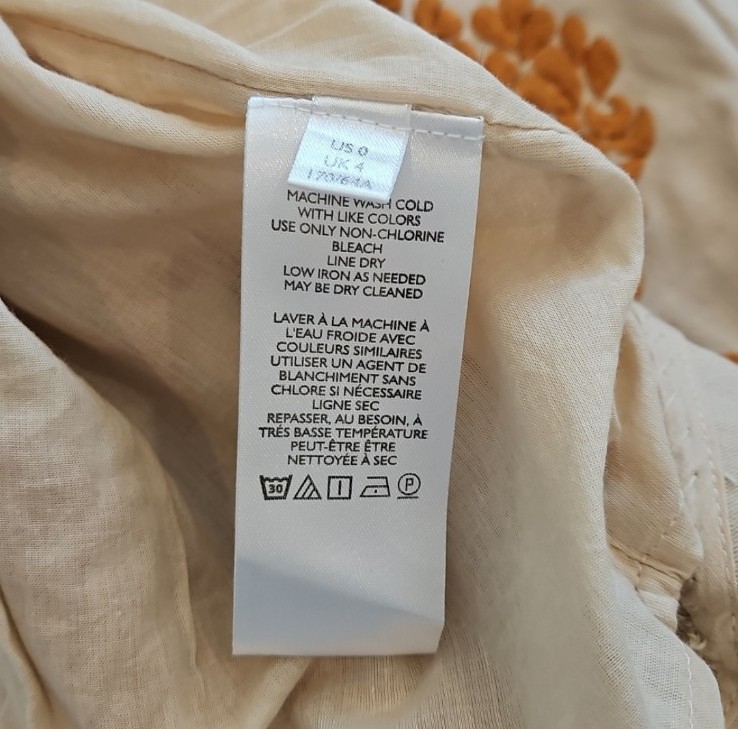 US 0
UK 4
170/64A
MACHINE WASH COLD
WITH LIKE COLORS
USE ONLY NON-CHLORINE
BLEACH
LINE DRY
LOW IRON AS NEEDED
MAY BE DRY CLEANED
LAVER À LA MACHINE À
L'EAU FROIDE AVEC
COULEURS SIMILAIRES
UTILISER UN AGENT DE
BLANCHIMENT SANS
CHLORE SI NÉCESSAIRE
LIGNE SEC
REPASSER, AU BESOIN, À
TRÉS BASSE TEMPÉRATURE
PEUT-ÊTRE ÊTRE
NETTOYÉE À SEC
30 P